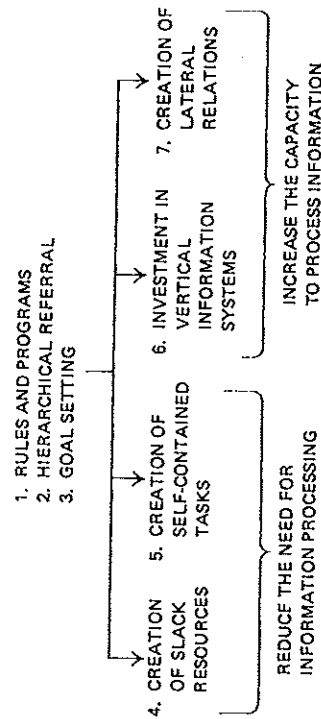 1. RULES AND PROGRAMS
2. HIERARCHICAL REFERRAL
3. GOAL SETTING
4. CREATION
OF SLACK
RESOURCES
5. CREATION OF
SELF-CONTAINED
TASKS
6. INVESTMENT IN
VERTICAL
INFORMATION
SYSTEMS
7. CREATION OF
LATERAL
RELATIONS
REDUCE THE NEED FOR
INFORMATION PROCESSING
INCREASE THE CAPACITY
TO PROCESS INFORMATION